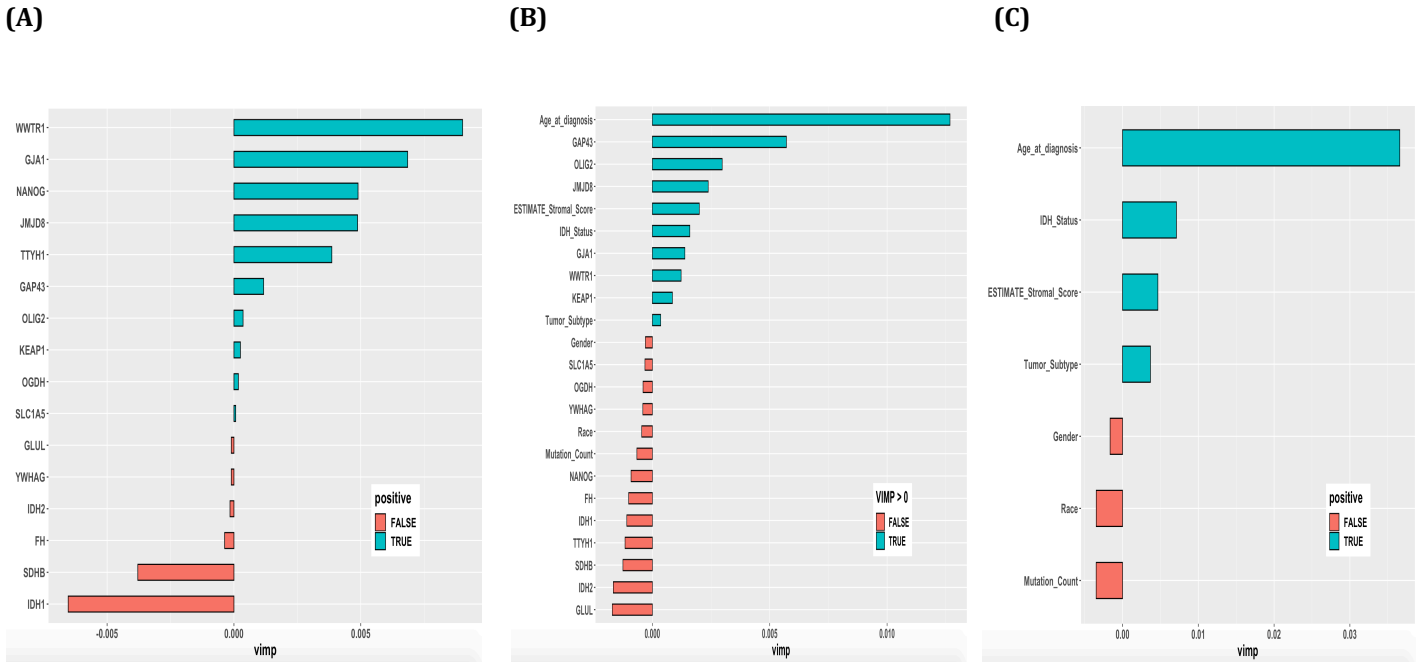 (A)
WWTR1
GJA1
NANOG
JMJD8
TTYH1
GAP43
OLIG2
KEAP1
OGDH
SLC1A5
GLUL
YWHAG
IDH2
FH
SDHB
IDH1
positive
FALSE
TRUE
-0.005 0.000 0.005
vimp
(B)
Age_at_diagnosis
GAP43
OLIG2
JMJD8
ESTIMATE_Stromal_Score
IDH_Status
GJA1
WWTR1
KEAP1
Tumor_Subtype
Gender
SLC1A5
OGDH
YWHAG
Race
Mutation_Count
NANOG
FH
IDH1
TTYH1
SDHB
IDH2
GLUL
VIMP > 0
FALSE
TRUE
0.000 0.005 0.010
vimp
(C)
Age_at_diagnosis
IDH_Status
ESTIMATE_Stromal_Score
Tumor_Subtype
Gender
Race
Mutation_Count
positive
FALSE
TRUE
0.00 0.01 0.02 0.03
vimp